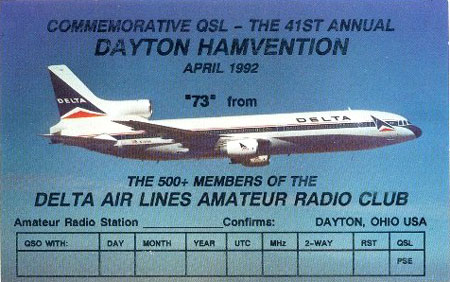 COMMEMORATIVE QSL - THE 41ST ANNUAL
DAYTON HAMVENTION
APRIL 1992
"73" from
DELTA
DELTA
THE 500+ MEMBERS OF THE
DELTA AIR LINES AMATEUR RADIO CLUB
Amateur Radio Station ____________ Confirms: DAYTON, OHIO USA
QSO WITH: DAY MONTH YEAR UTC MHz 2-WAY RST QSL
PSE